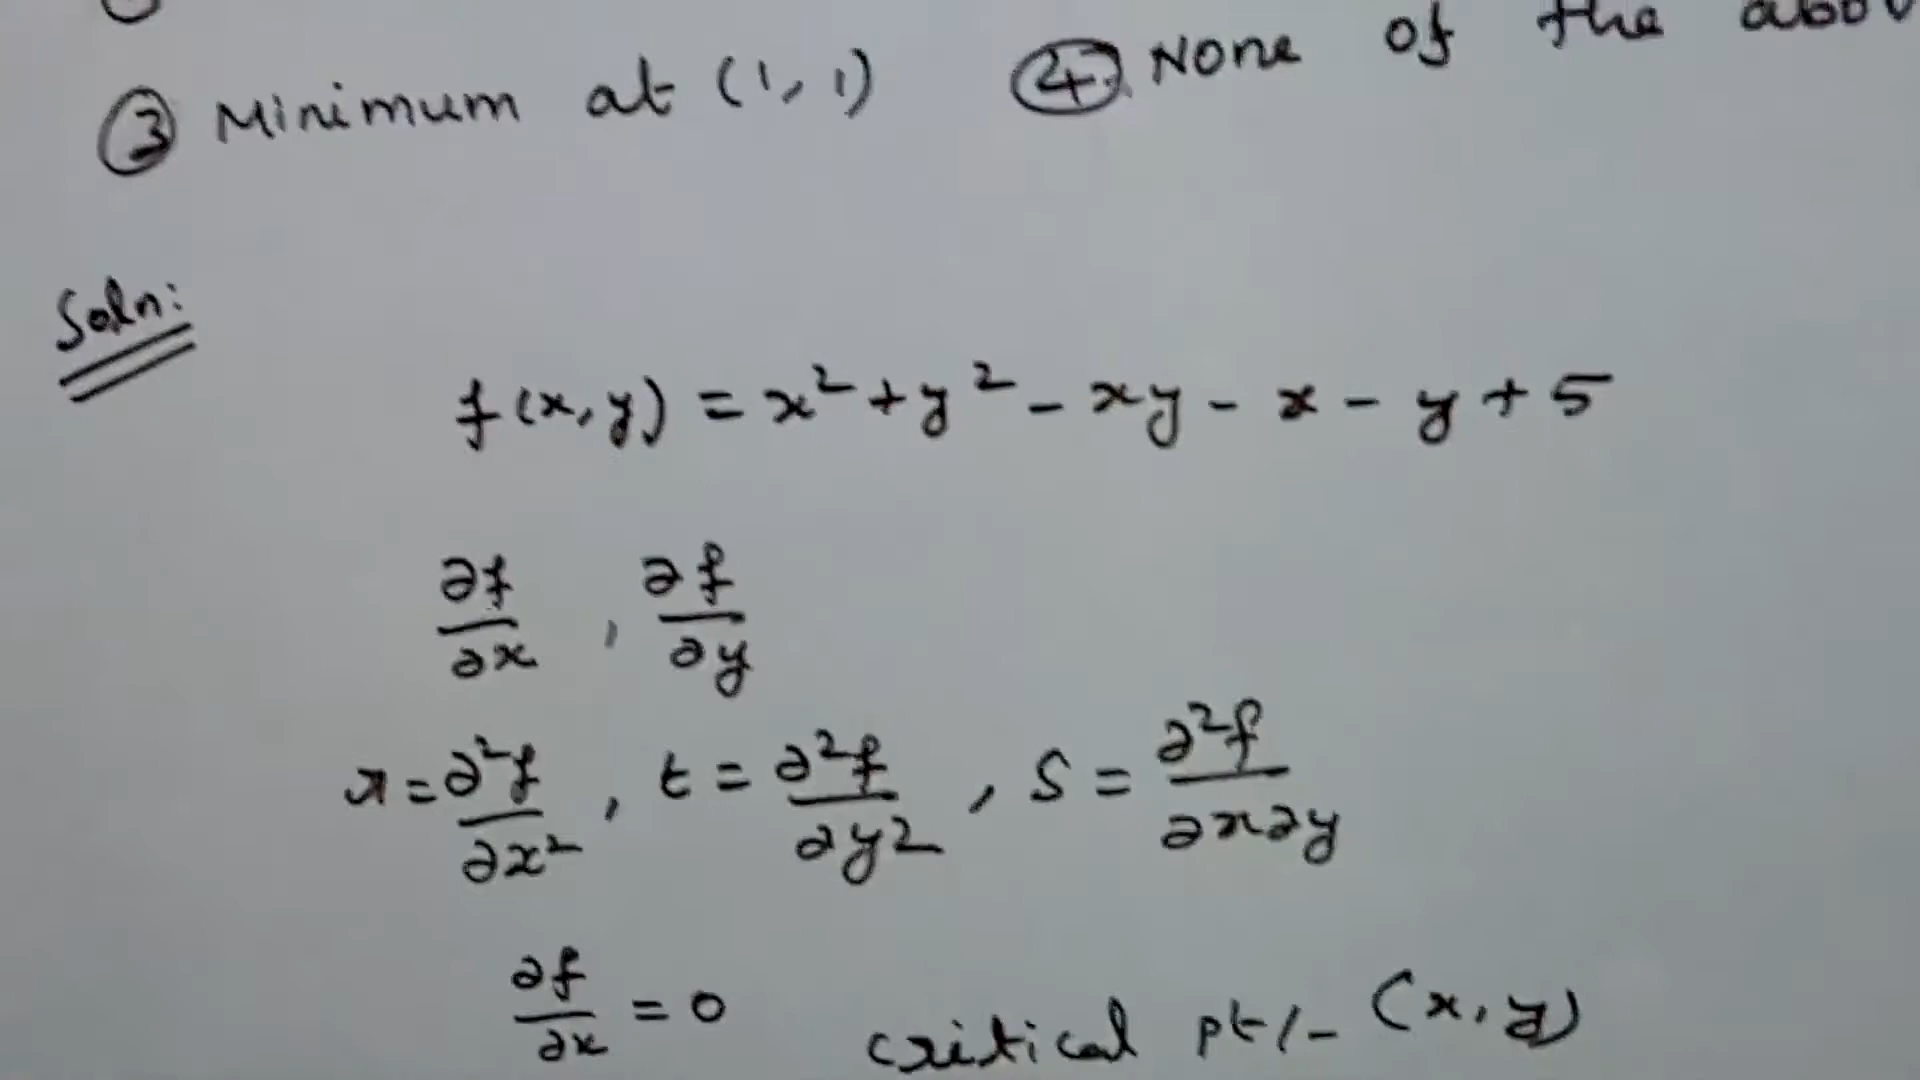 ③ Minimum at (1, 1) ④ None of the
Soln:
f(x, y) = x² + y² - xy - x - y + 5
∂f/∂x , ∂f/∂y
r = ∂²f/∂x² , t = ∂²f/∂y² , S = ∂²f/∂x∂y
∂f/∂x = 0 critical pt/- (x, y)